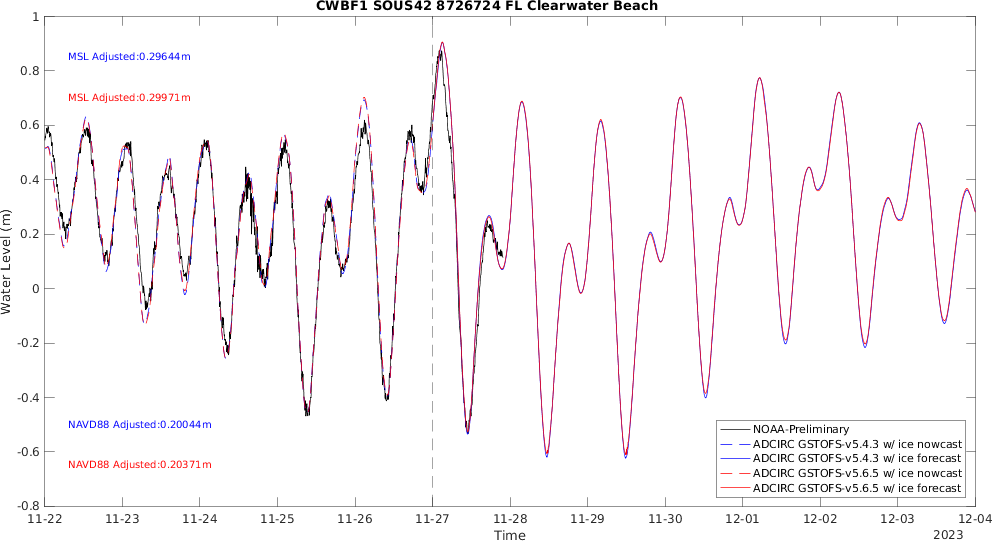 CWBF1 SOUS42 8726724 FL Clearwater Beach
1
0.8
0.6
0.4
0.2
0
-0.2
-0.4
-0.6
-0.8
Water Level (m)
MSL Adjusted:0.29644m
MSL Adjusted:0.29971m
NAVD88 Adjusted:0.20044m
NAVD88 Adjusted:0.20371m
NOAA-Preliminary
ADCIRC GSTOFS-v5.4.3 w/ ice nowcast
ADCIRC GSTOFS-v5.4.3 w/ ice forecast
ADCIRC GSTOFS-v5.6.5 w/ ice nowcast
ADCIRC GSTOFS-v5.6.5 w/ ice forecast
11-22 11-23 11-24 11-25 11-26 11-27 11-28 11-29 11-30 12-01 12-02 12-03 12-04
Time
2023